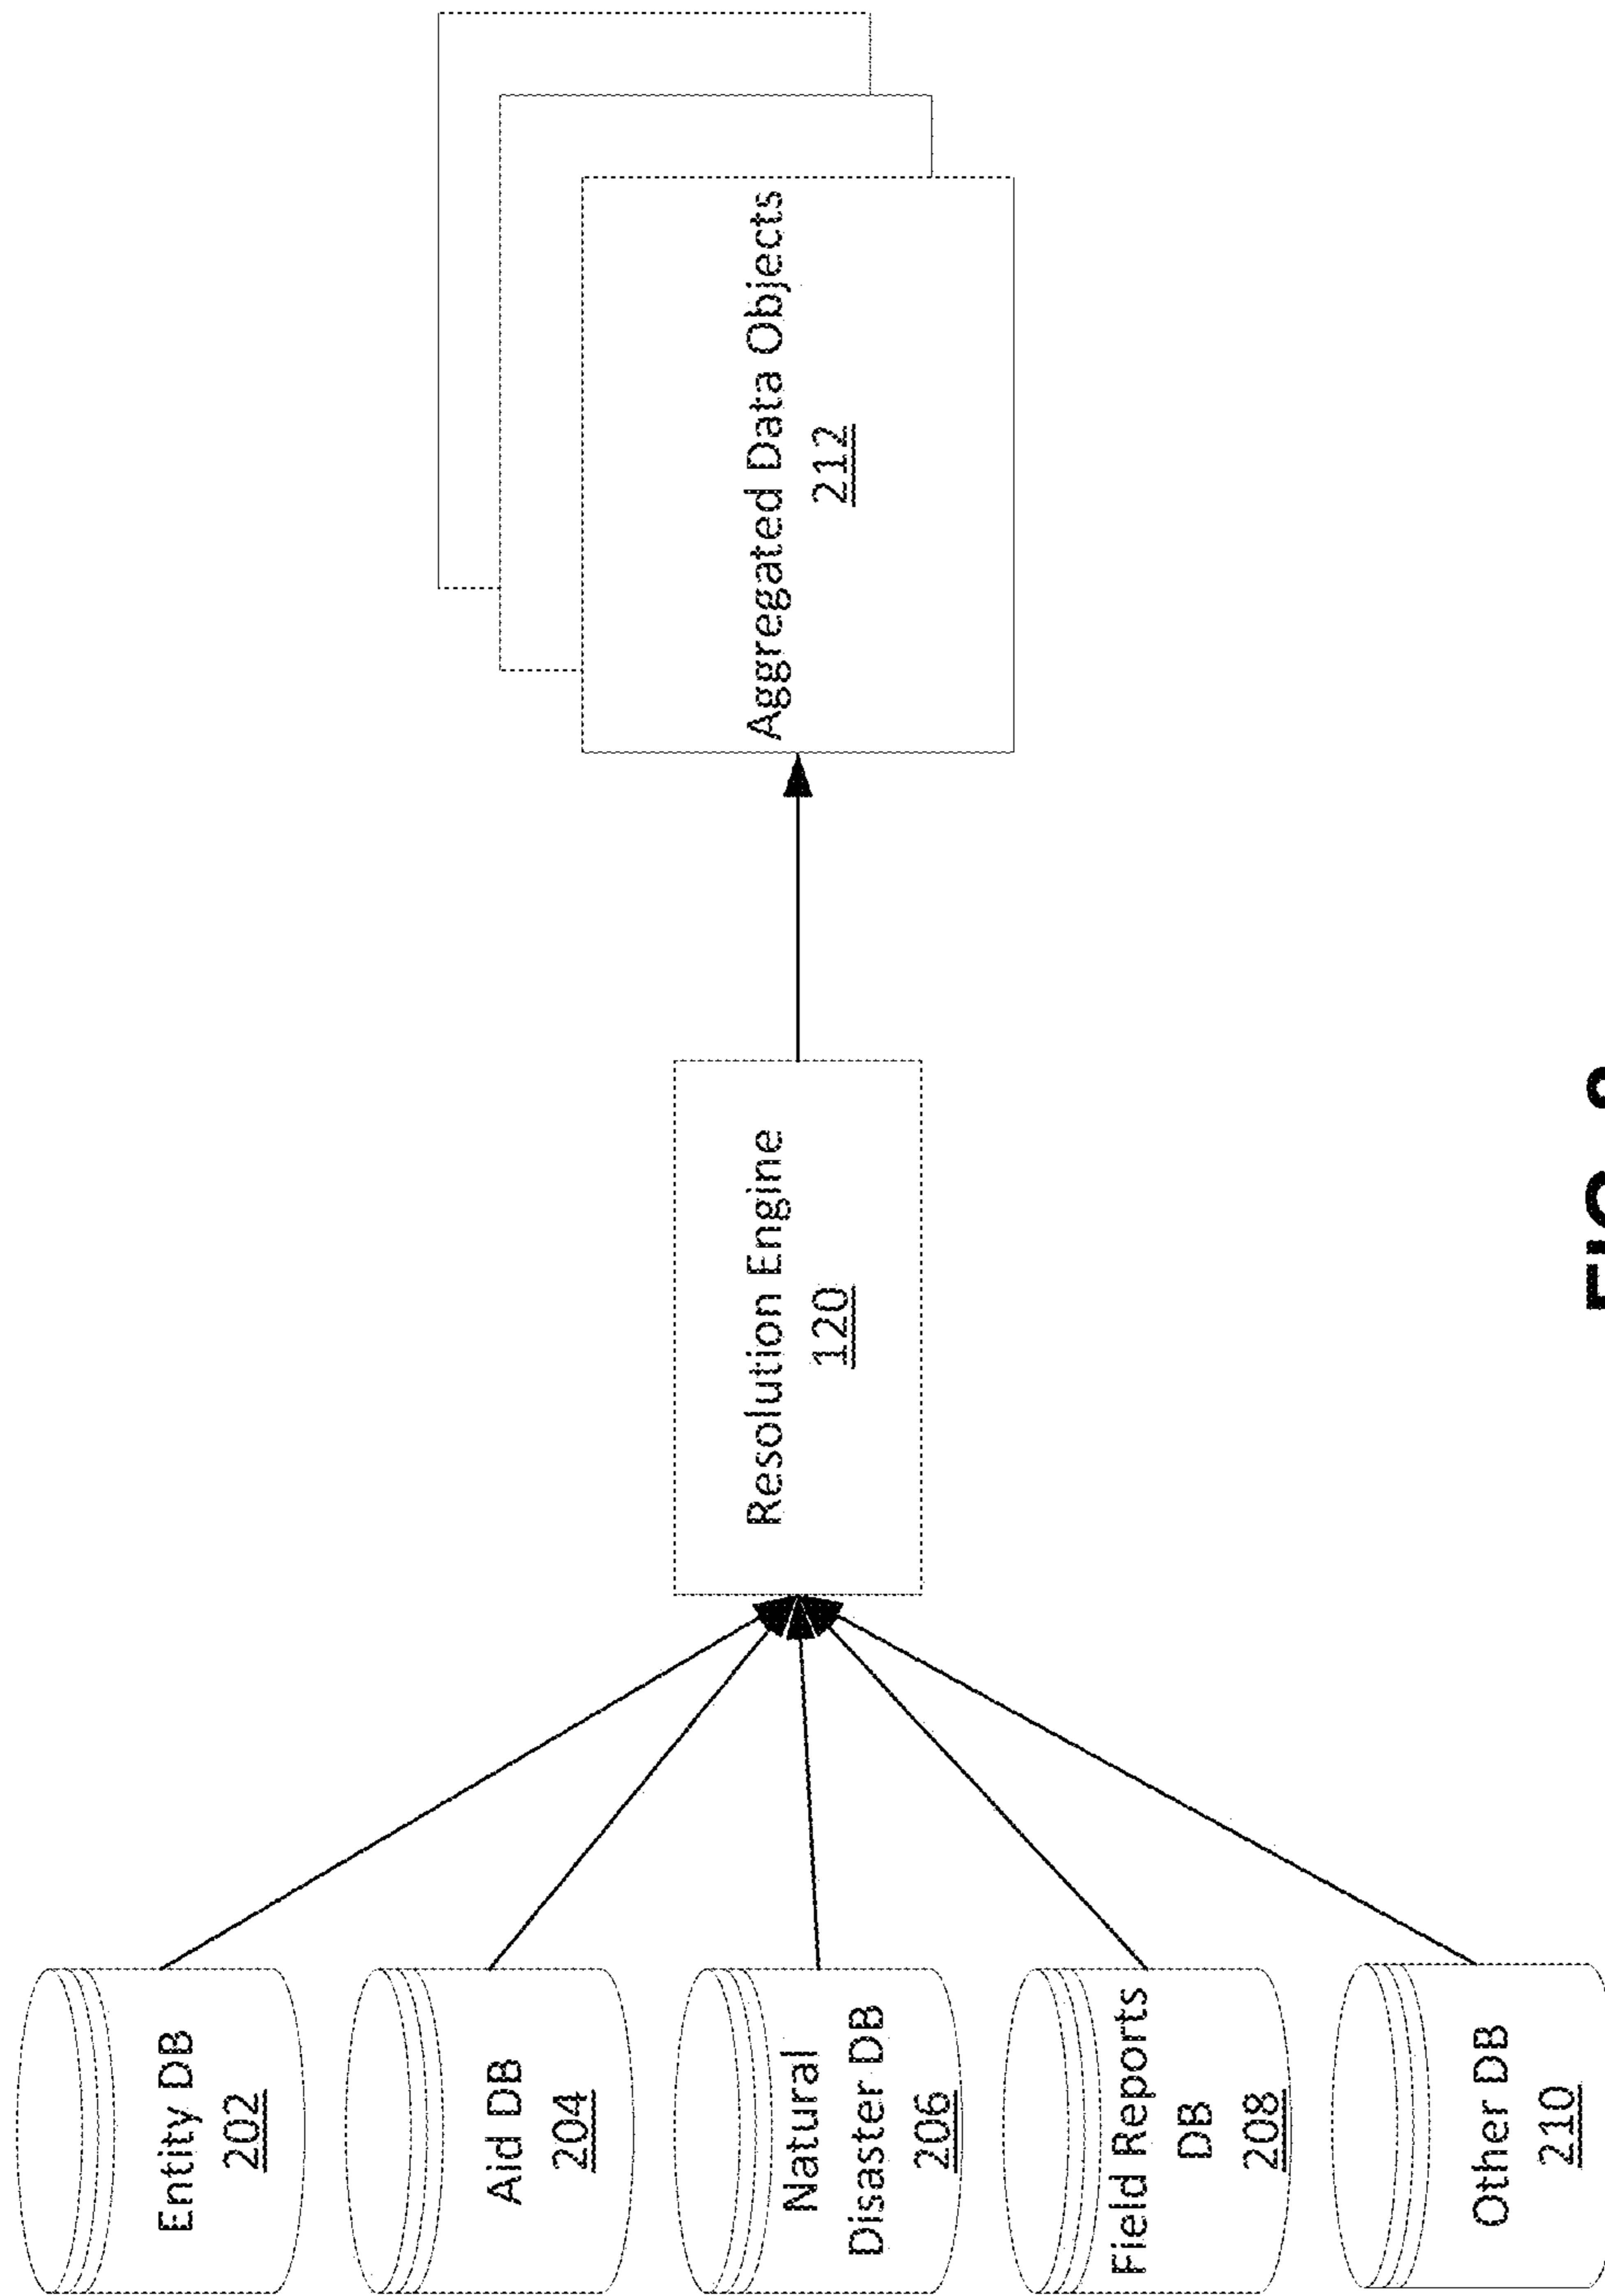 Entity DB
202
Aid DB
204
Natural
Disaster DB
206
Field Reports
DB
208
Other DB
210
Resolution Engine
120
Aggregated Data Objects
212
FIG.